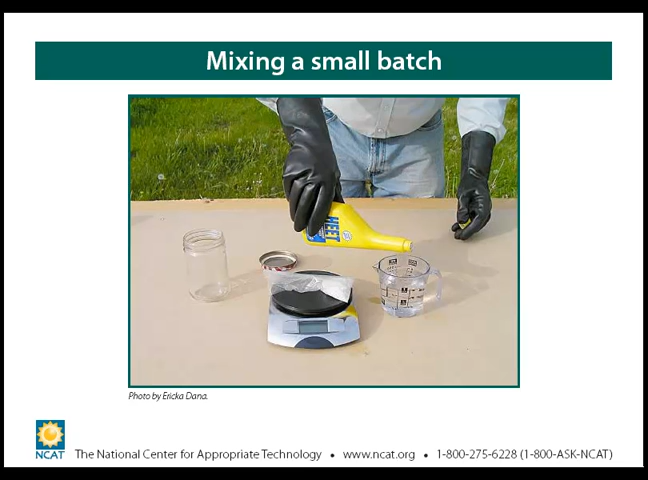 Mixing a small batch
HEET
Photo by Ericka Dana.
NCAT
The National Center for Appropriate Technology • www.ncat.org • 1-800-275-6228 (1-800-ASK-NCAT)